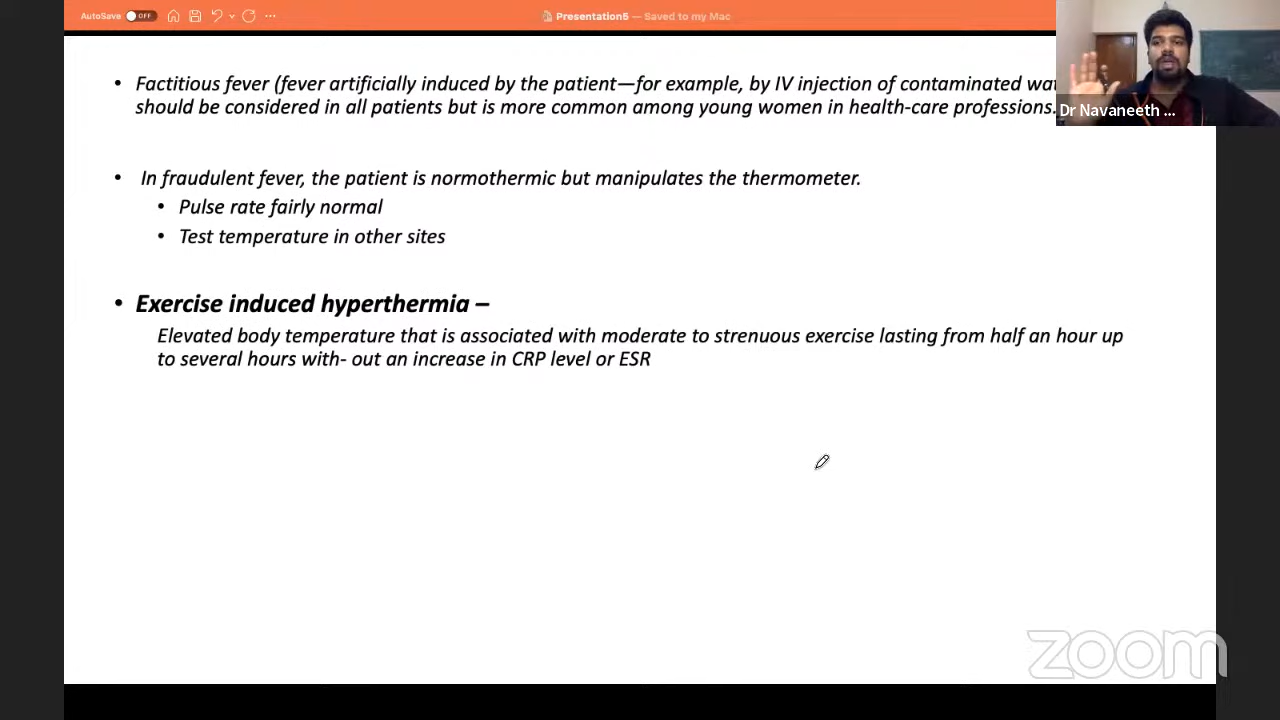 AutoSave OFF
Presentation5 — Saved to my Mac
• Factitious fever (fever artificially induced by the patient—for example, by IV injection of contaminated
should be considered in all patients but is more common among young women in health-care professions.
Dr Navaneeth ...
• In fraudulent fever, the patient is normothermic but manipulates the thermometer.
• Pulse rate fairly normal
• Test temperature in other sites
• Exercise induced hyperthermia –
Elevated body temperature that is associated with moderate to strenuous exercise lasting from half an hour up
to several hours with- out an increase in CRP level or ESR
zoom